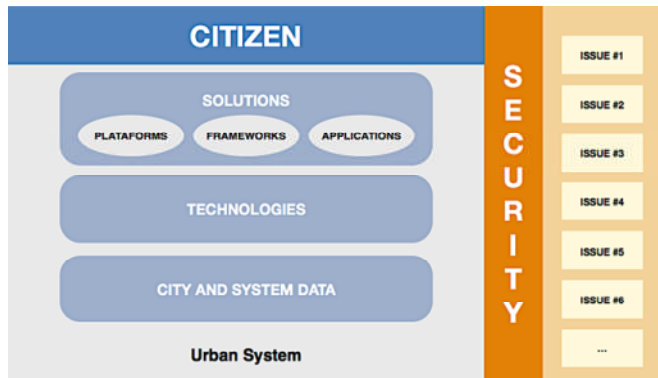 CITIZEN
SOLUTIONS
PLATAFORMS FRAMEWORKS APPLICATIONS
TECHNOLOGIES
CITY AND SYSTEM DATA
Urban System
SECURITY
ISSUE #1
ISSUE #2
ISSUE #3
ISSUE #4
ISSUE #5
ISSUE #6
...